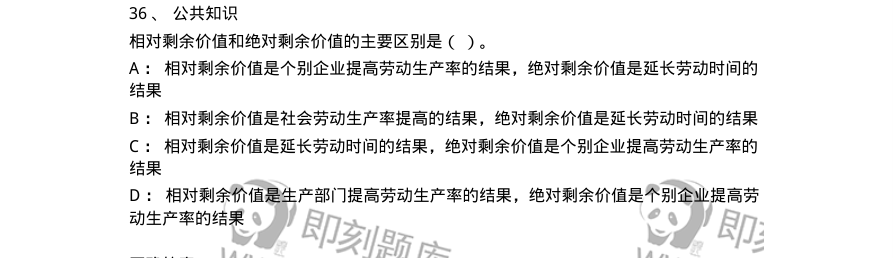 36 、 公共知识
相对剩余价值和绝对剩余价值的主要区别是（ ）。
A ： 相对剩余价值是个别企业提高劳动生产率的结果，绝对剩余价值是延长劳动时间的
结果
B ： 相对剩余价值是社会劳动生产率提高的结果，绝对剩余价值是延长劳动时间的结果
C ： 相对剩余价值是延长劳动时间的结果，绝对剩余价值是个别企业提高劳动生产率的
结果
D ： 相对剩余价值是生产部门提高劳动生产率的结果，绝对剩余价值是个别企业提高劳
动生产率的结果
即刻题库
即刻